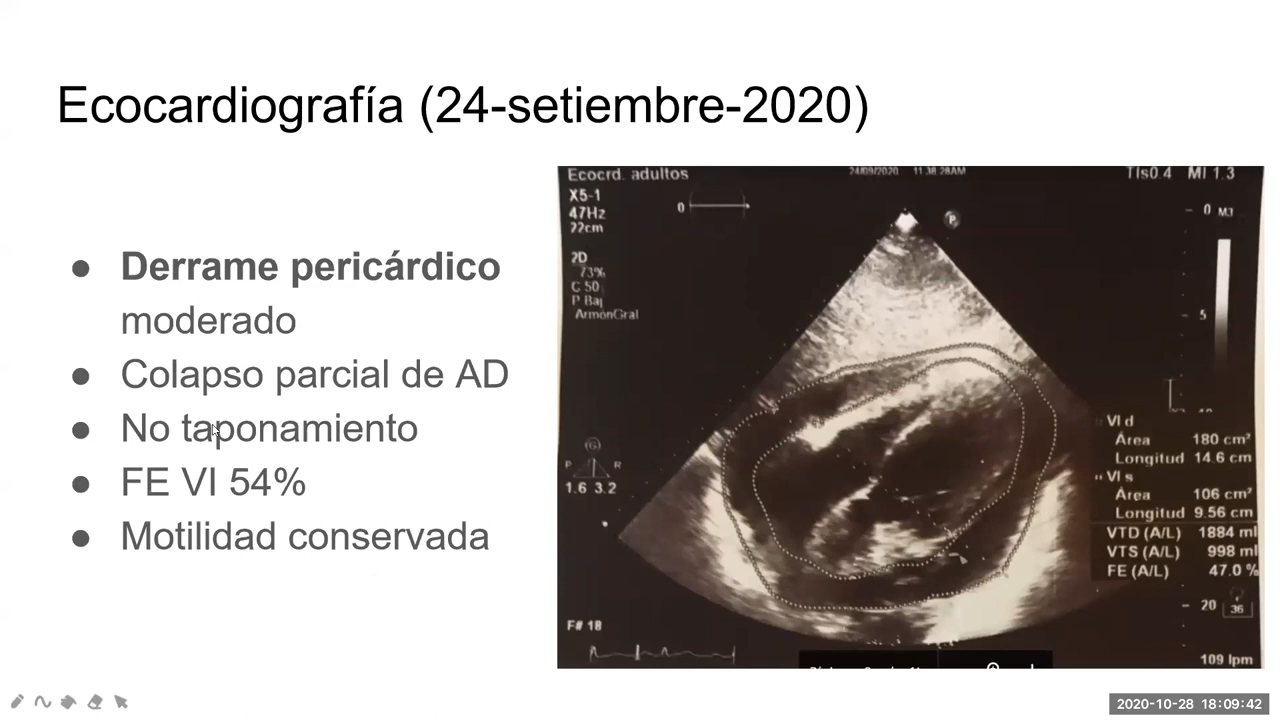 Ecocardiografía (24-setiembre-2020)
● Derrame pericárdico
moderado
● Colapso parcial de AD
● No taponamiento
● FE VI 54%
● Motilidad conservada
Ecocrd. adultos
24/09/2020 11:38:28AM
TIs0.4 MI 1.3
X5-1
47Hz
22cm
0
P
0 M3
2D
73%
C 50
P Baj
ArmónGral
5
G
P R
1.6 3.2
VI d
Área 180 cm²
Longitud 14.6 cm
VI s
Área 106 cm²
Longitud 9.56 cm
VTD (A/L) 1884 ml
VTS (A/L) 998 ml
FE (A/L) 47.0 %
20
36
F# 18
109 lpm
2020-10-28 18:09:42